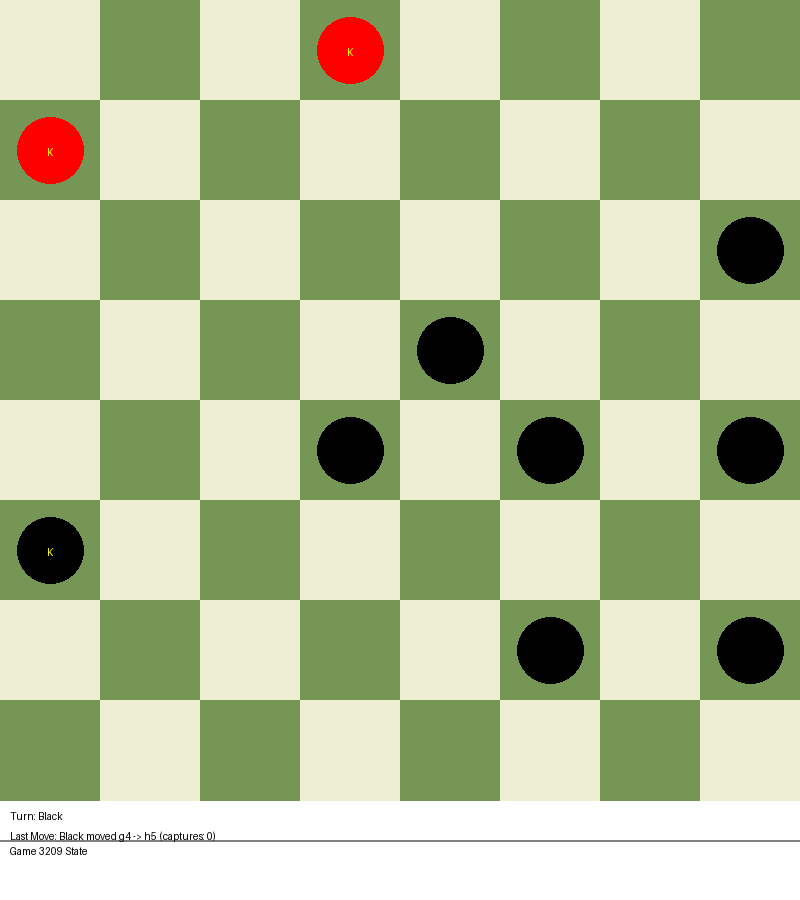 K
K
K
Turn: Black
Last Move: Black moved g4 -> h5 (captures: 0)
Game 3209 State